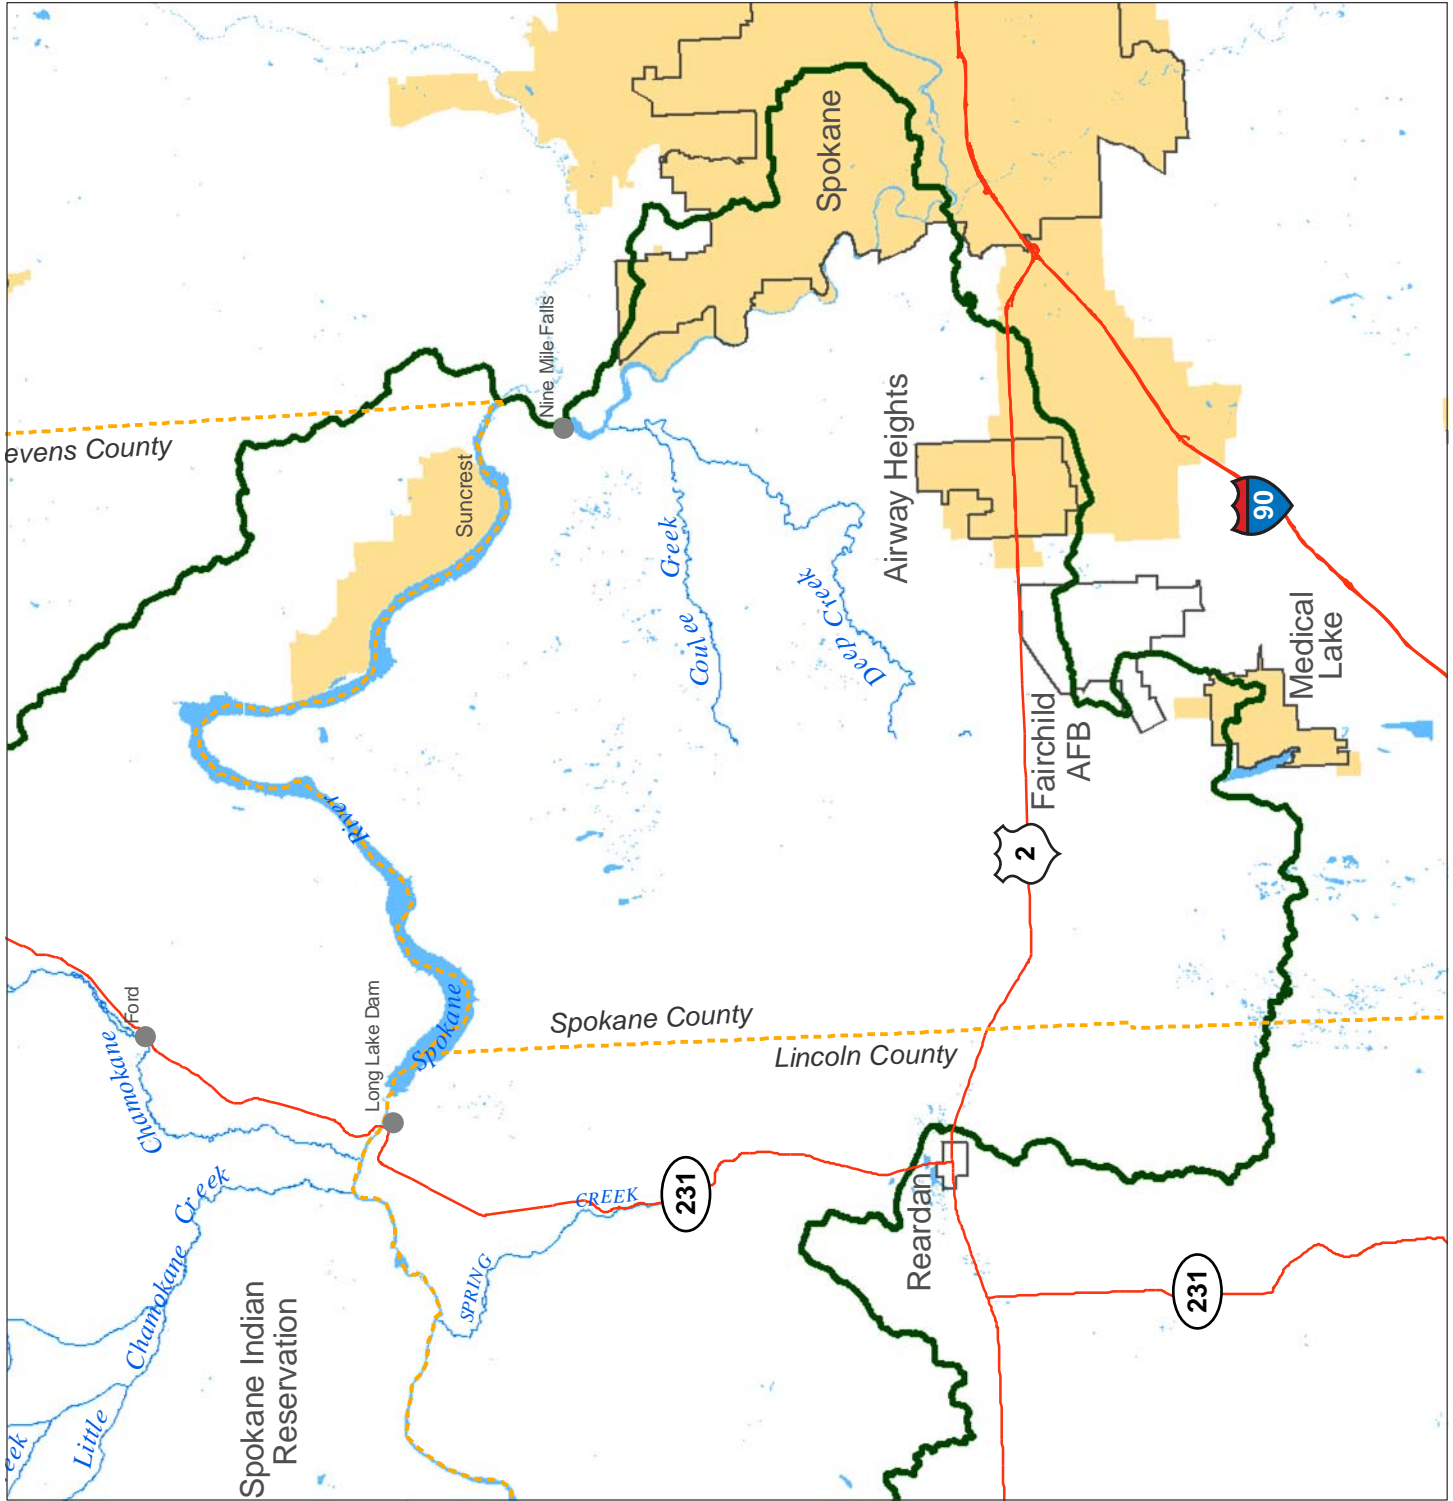 Spokane
Nine Mile Falls
evens County
Suncrest
Airway Heights
Coulee Creek
Deep Creek
90
Medical
Lake
Fairchild
AFB
2
River
Spokane
Ford
Chamokane
Long Lake Dam
Spokane County
Lincoln County
Chamokane Creek
Little
eek
CREEK
SPRING
231
Reardan
231
Spokane Indian
Reservation